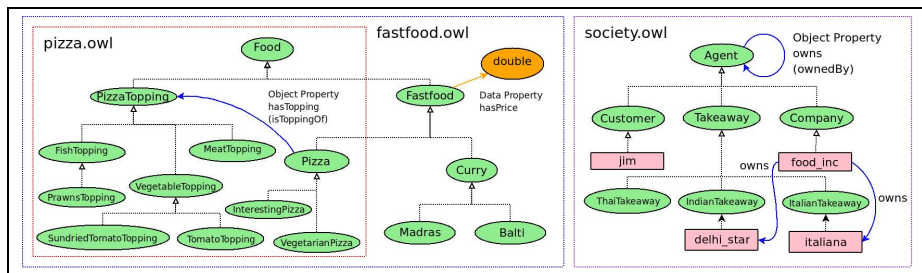 pizza.owl
fastfood.owl
society.owl
Food
double
Agent
Object Property
owns
(ownedBy)
PizzaTopping
Object Property
hasTopping
(isToppingOf)
Fastfood
Data Property
hasPrice
Customer
Takeaway
Company
FishTopping
MeatTopping
Pizza
jim
owns
food_inc
VegetableTopping
Curry
PrawnsTopping
InterestingPizza
ThaiTakeaway
IndianTakeaway
ItalianTakeaway
owns
SundriedTomatoTopping
TomatoTopping
VegetarianPizza
Madras
Balti
delhi_star
italiana